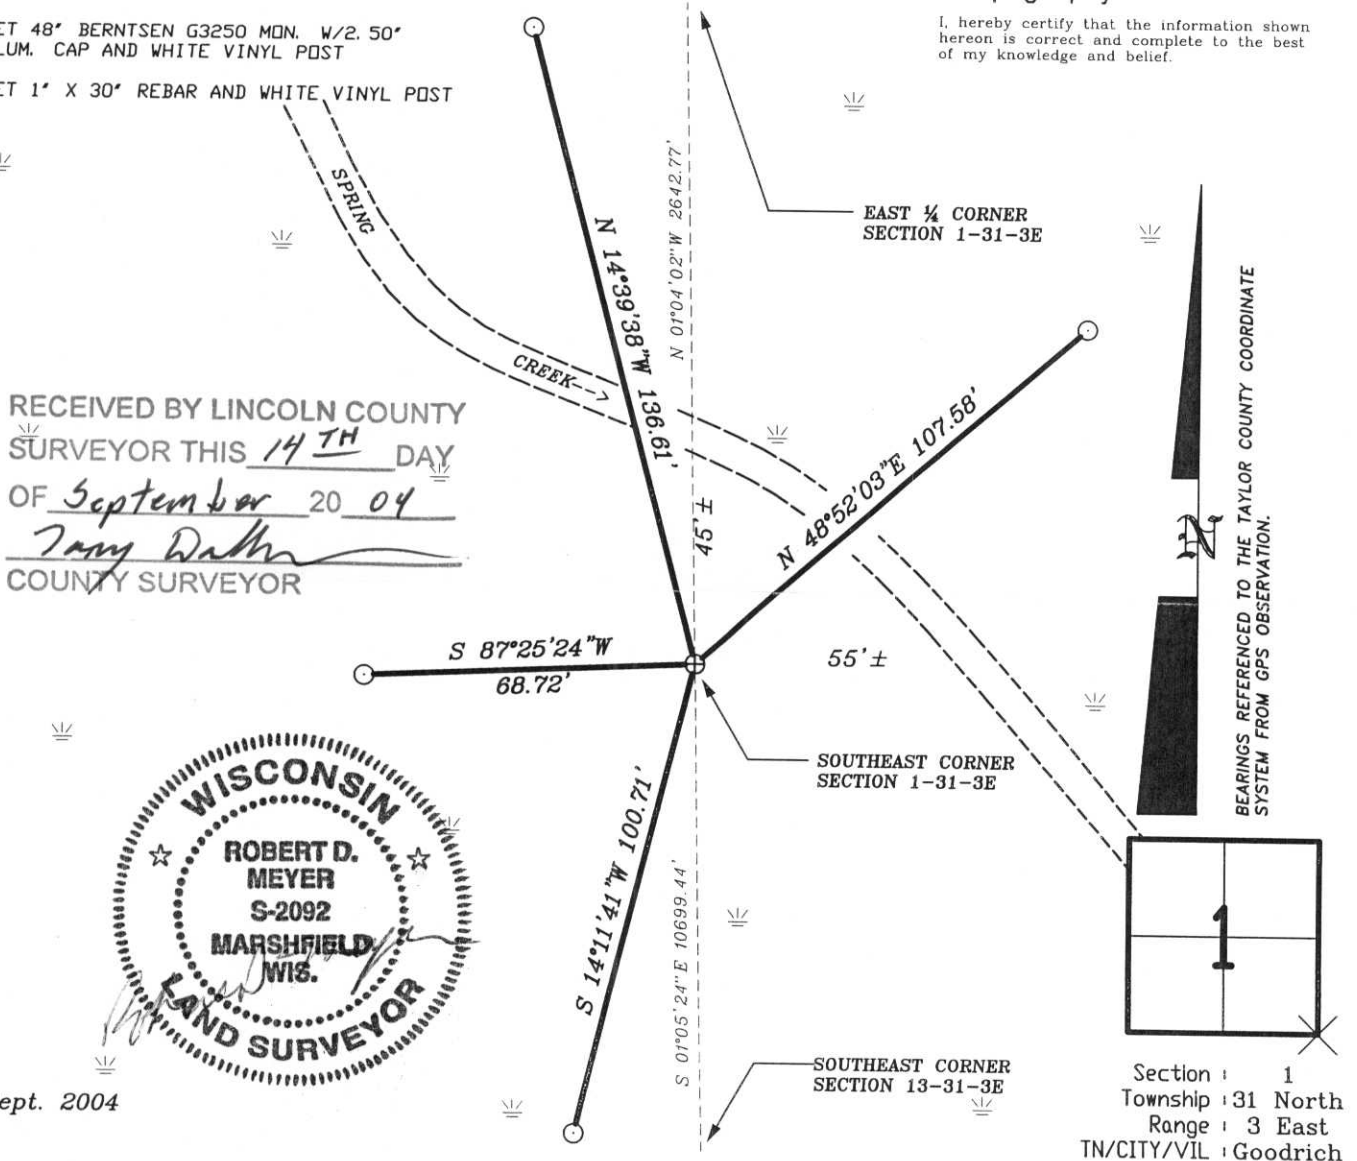 ET 48" BERNTSEN G3250 MON. W/2.50"
LUM. CAP AND WHITE VINYL POST
ET 1" X 30" REBAR AND WHITE VINYL POST
I, hereby certify that the information shown
hereon is correct and complete to the best
of my knowledge and belief.
SPRING
CREEK
N 14°39'38"W 136.61'
N 01°04'02"W 2642.77'
EAST ¼ CORNER
SECTION 1-31-3E
N 48°52'03"E 107.58'
45' ±
55' ±
RECEIVED BY LINCOLN COUNTY
SURVEYOR THIS 14TH DAY
OF September 20 04
COUNTY SURVEYOR
S 87°25'24"W
68.72'
SOUTHEAST CORNER
SECTION 1-31-3E
S 14°11'41"W 100.71'
S 01°05'24"E 10699.44'
SOUTHEAST CORNER
SECTION 13-31-3E
WISCONSIN
ROBERT D.
MEYER
S-2092
MARSHFIELD,
WIS.
LAND SURVEYOR
ept. 2004
N
BEARINGS REFERENCED TO THE TAYLOR COUNTY COORDINATE
SYSTEM FROM GPS OBSERVATION.
1
Section : 1
Township : 31 North
Range : 3 East
TN/CITY/VIL : Goodrich